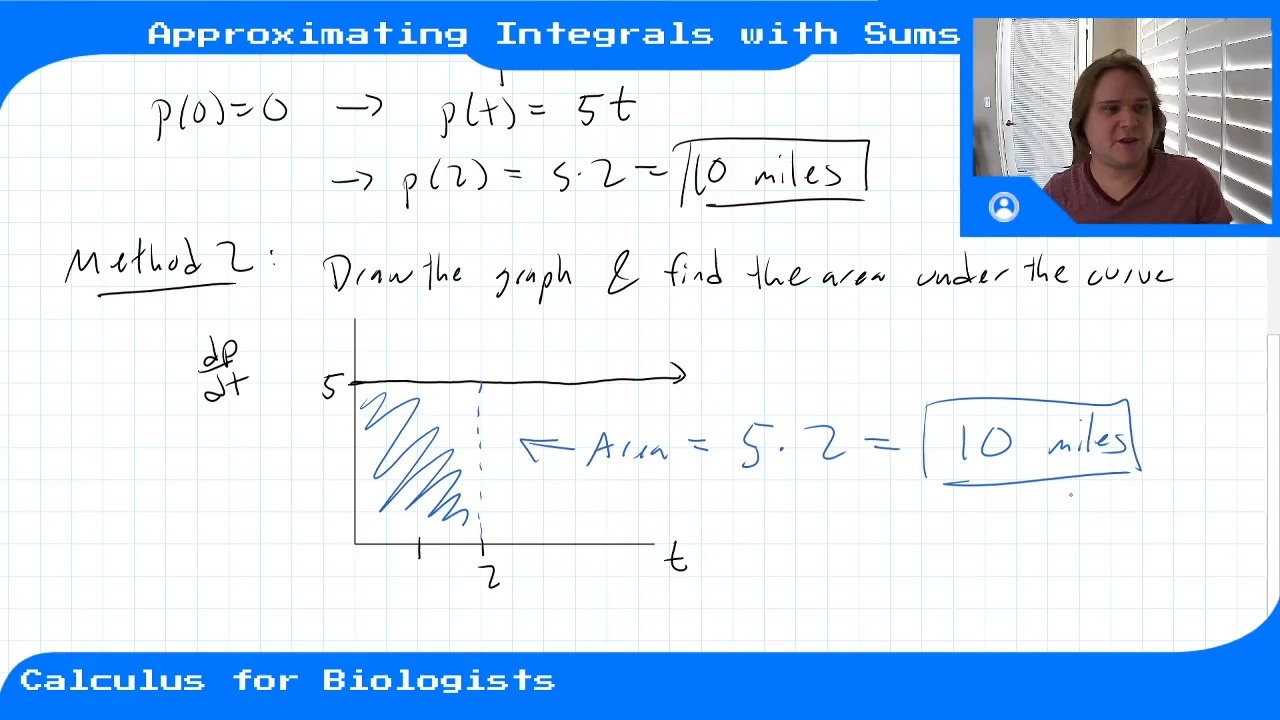 Approximating Integrals with Sums
p(0)=0 → p(t) = 5t
→ p(2) = 5·2 = 10 miles
Method 2: Draw the graph & find the area under the curve
dp/dt
5
← Area = 5·2 = 10 miles
t
2
Calculus for Biologists